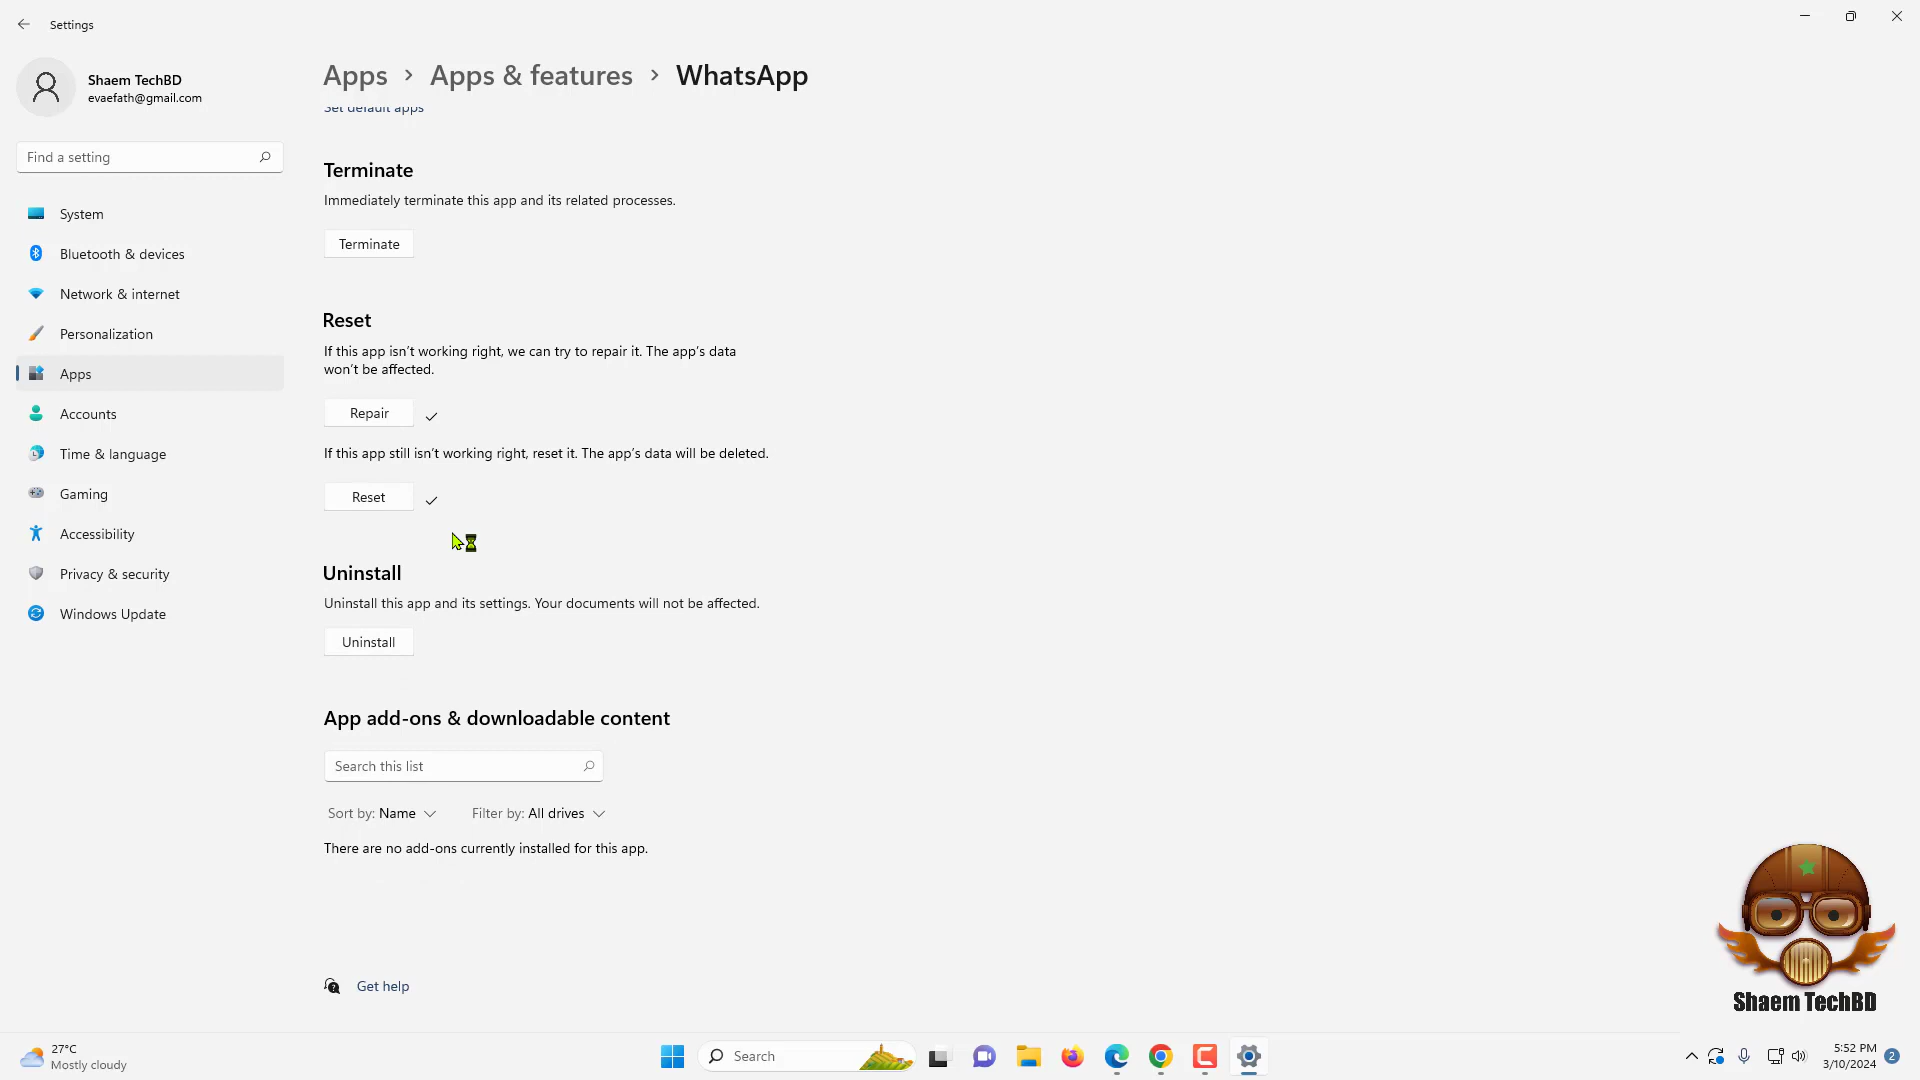 Settings
Shaem TechBD
evaefath@gmail.com
Find a setting
System
Bluetooth & devices
Network & internet
Personalization
Apps
Accounts
Time & language
Gaming
Accessibility
Privacy & security
Windows Update
Apps > Apps & features > WhatsApp
Set default apps
Terminate
Immediately terminate this app and its related processes.
Terminate
Reset
If this app isn't working right, we can try to repair it. The app's data
won't be affected.
Repair
If this app still isn't working right, reset it. The app's data will be deleted.
Reset
Uninstall
Uninstall this app and its settings. Your documents will not be affected.
Uninstall
App add-ons & downloadable content
Search this list
Sort by: Name Filter by: All drives
There are no add-ons currently installed for this app.
Get help
Shaem TechBD
27°C
Mostly cloudy
Search
5:52 PM
3/10/2024
2